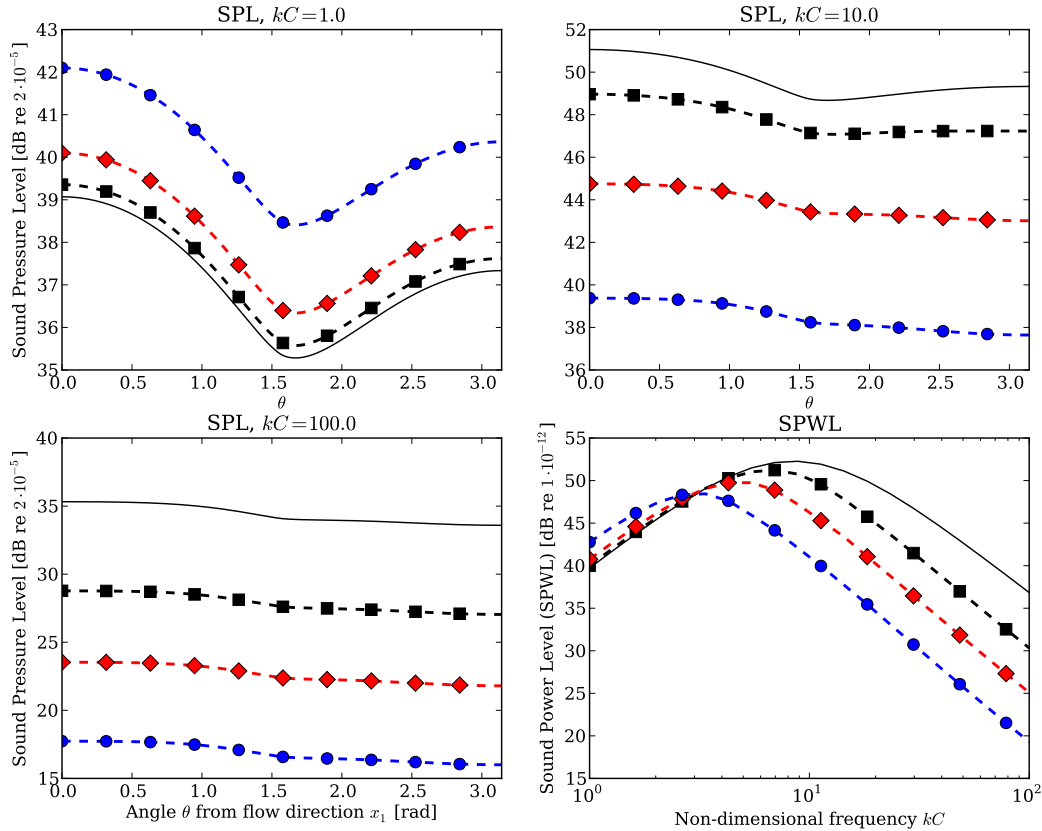 SPL, kC=1.0
Sound Pressure Level [dB re 2·10⁻⁵]
43
42
41
40
39
38
37
36
35
0.0 0.5 1.0 1.5 2.0 2.5 3.0
θ
SPL, kC=10.0
52
50
48
46
44
42
40
38
36
0.0 0.5 1.0 1.5 2.0 2.5 3.0
θ
SPL, kC=100.0
Sound Pressure Level [dB re 2·10⁻⁵]
40
35
30
25
20
15
0.0 0.5 1.0 1.5 2.0 2.5 3.0
Angle θ from flow direction x₁ [rad]
SPWL
Sound Power Level (SPWL) [dB re 1·10⁻¹²]
55
50
45
40
35
30
25
20
15
10⁰ 10¹ 10²
Non-dimensional frequency kC